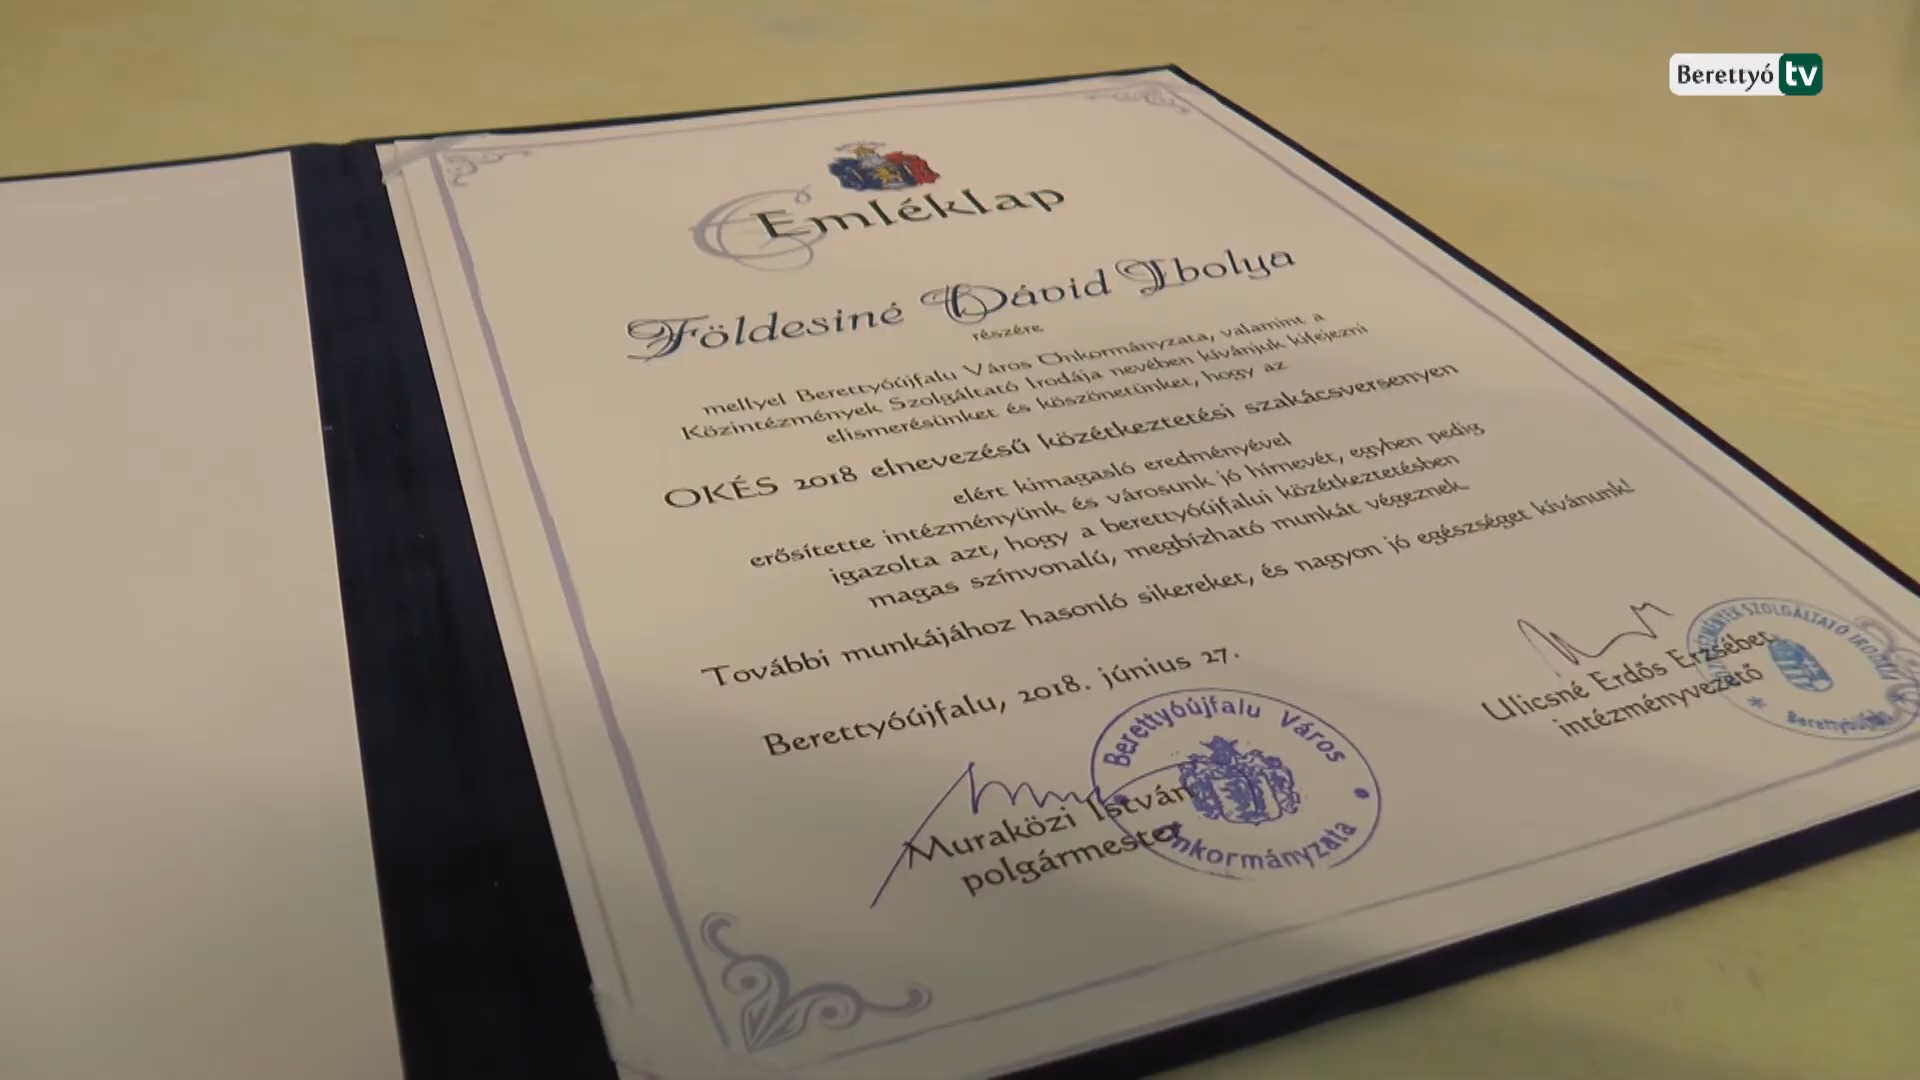 Berettyó tv
Emléklap
Földesiné Dávid Ibolya
részére
mellyel Berettyóújfalu Város Önkormányzata, valamint a
Közintézmények Szolgáltató Irodája nevében kívánjuk kifejezni
elismerésünket és köszönetünket, hogy az
OKÉS 2018 elnevezésű közétkeztetési szakácsversenyen
elért kimagasló eredményével
erősítette intézményünk és városunk jó hírnevét, egyben pedig
igazolta azt, hogy a berettyóújfalui közétkeztetésben
magas színvonalú, megbízható munkát végeznek.
További munkájához hasonló sikereket, és nagyon jó egészséget kívánunk!
Berettyóújfalu, 2018. június 27.
Muraközi István
polgármester
Berettyóújfalu Város
Önkormányzata
Ulicsné Erdős Erzsébet
intézményvezető
SZOLGÁLTATÓ IRODÁJA
Berettyóújfalu